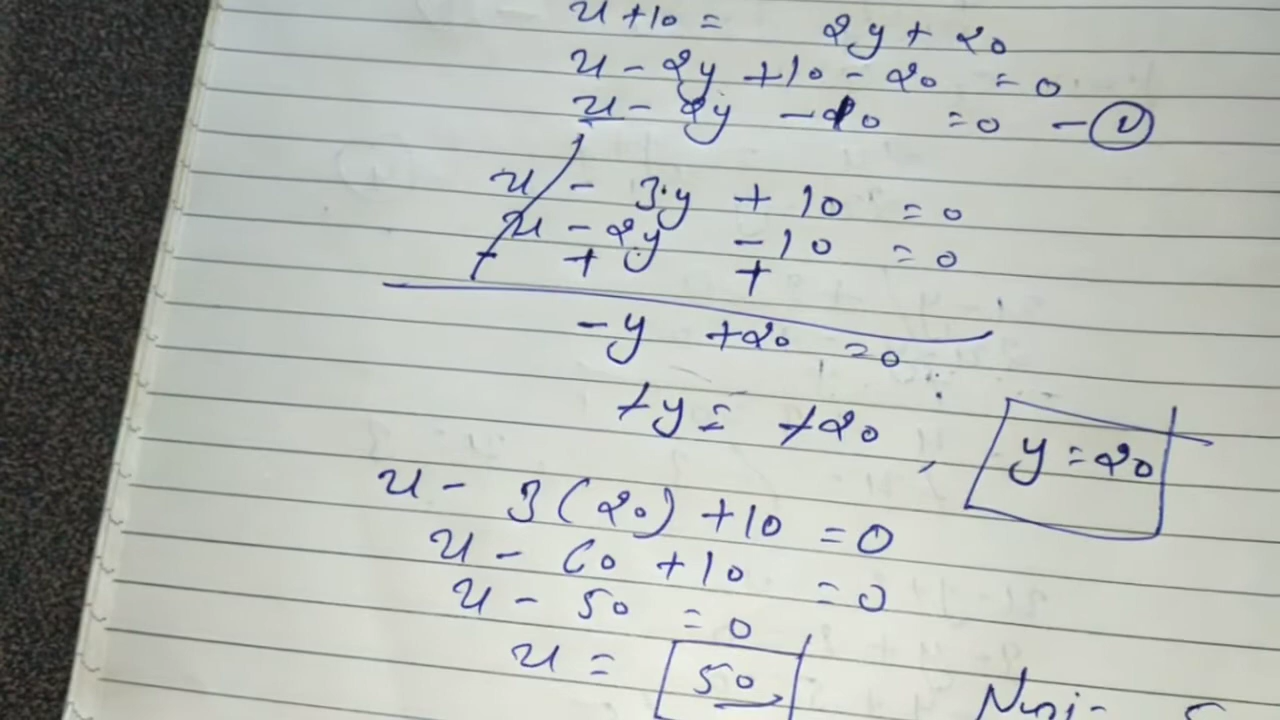 x + 10 = 2y + 20
x - 2y + 10 - 20 = 0
x - 2y - 10 = 0 -
x - 3y + 10 = 0
x - 2y - 10 = 0
- + +
-y + 20 = 0
+y = +20, y = 20
x - 3(20) + 10 = 0
x - 60 + 10 = 0
x - 50 = 0
x = 50